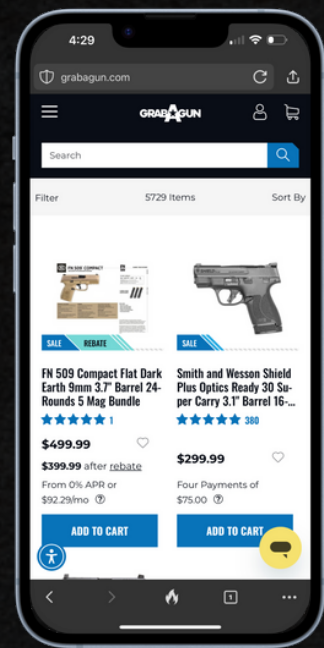 4:29
grabagun.com
GRABAGUN
Search
Filter
5729 Items
Sort By
FN 509 COMPACT
SALE
REBATE
SALE
FN 509 Compact Flat Dark
Earth 9mm 3.7" Barrel 24-
Rounds 5 Mag Bundle
1
$499.99
$399.99 after rebate
From 0% APR or
$92.29/mo ?
ADD TO CART
Smith and Wesson Shield
Plus Optics Ready 30 Su-
per Carry 3.1" Barrel 16-...
380
$299.99
Four Payments of
$75.00 ?
ADD TO CART
1